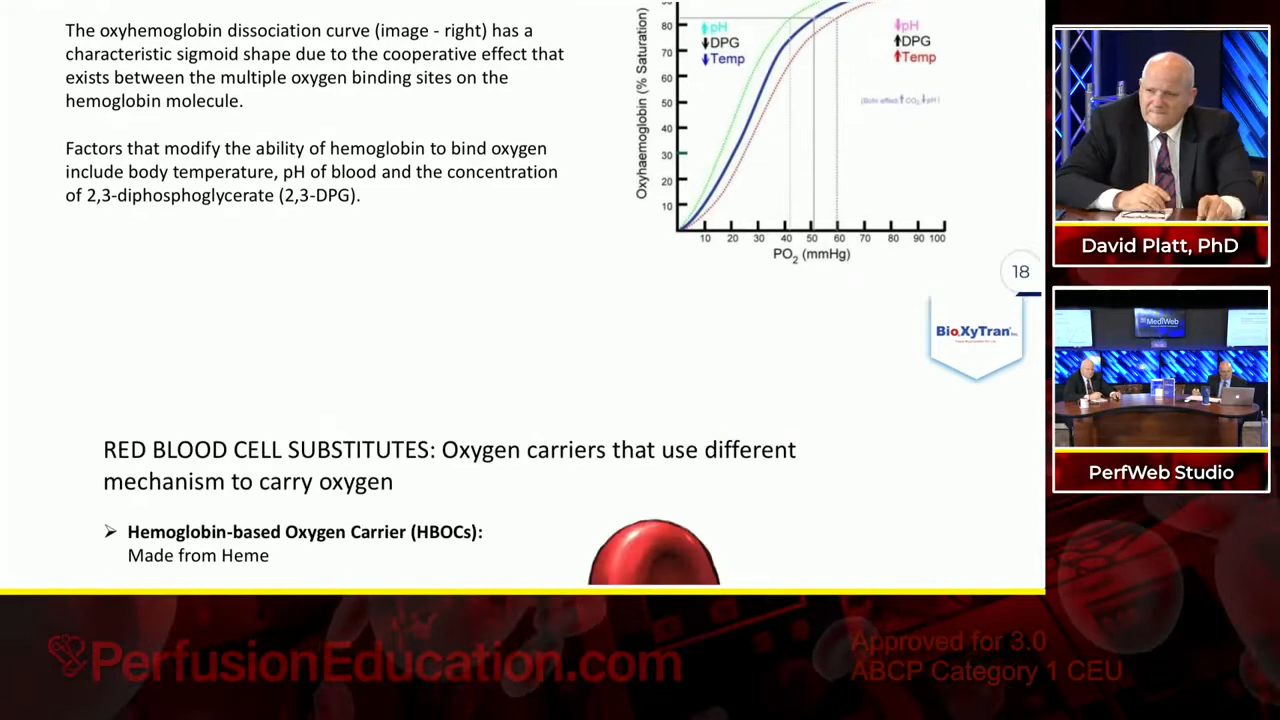 The oxyhemoglobin dissociation curve (image - right) has a
characteristic sigmoid shape due to the cooperative effect that
exists between the multiple oxygen binding sites on the
hemoglobin molecule.
Factors that modify the ability of hemoglobin to bind oxygen
include body temperature, pH of blood and the concentration
of 2,3-diphosphoglycerate (2,3-DPG).
Oxyhaemoglobin (% Saturation)
80
70
60
50
40
30
20
10
pH
DPG
Temp
pH
DPG
Temp
10 20 30 40 50 60 70 80 90 100
PO2 (mmHg)
18
Bio.XyTran
RED BLOOD CELL SUBSTITUTES: Oxygen carriers that use different
mechanism to carry oxygen
➢ Hemoglobin-based Oxygen Carrier (HBOCs):
Made from Heme
David Platt, PhD
MediWeb
PerfWeb Studio
PerfusionEducation.com
Approved for 3.0
ABCP Category 1 CEU